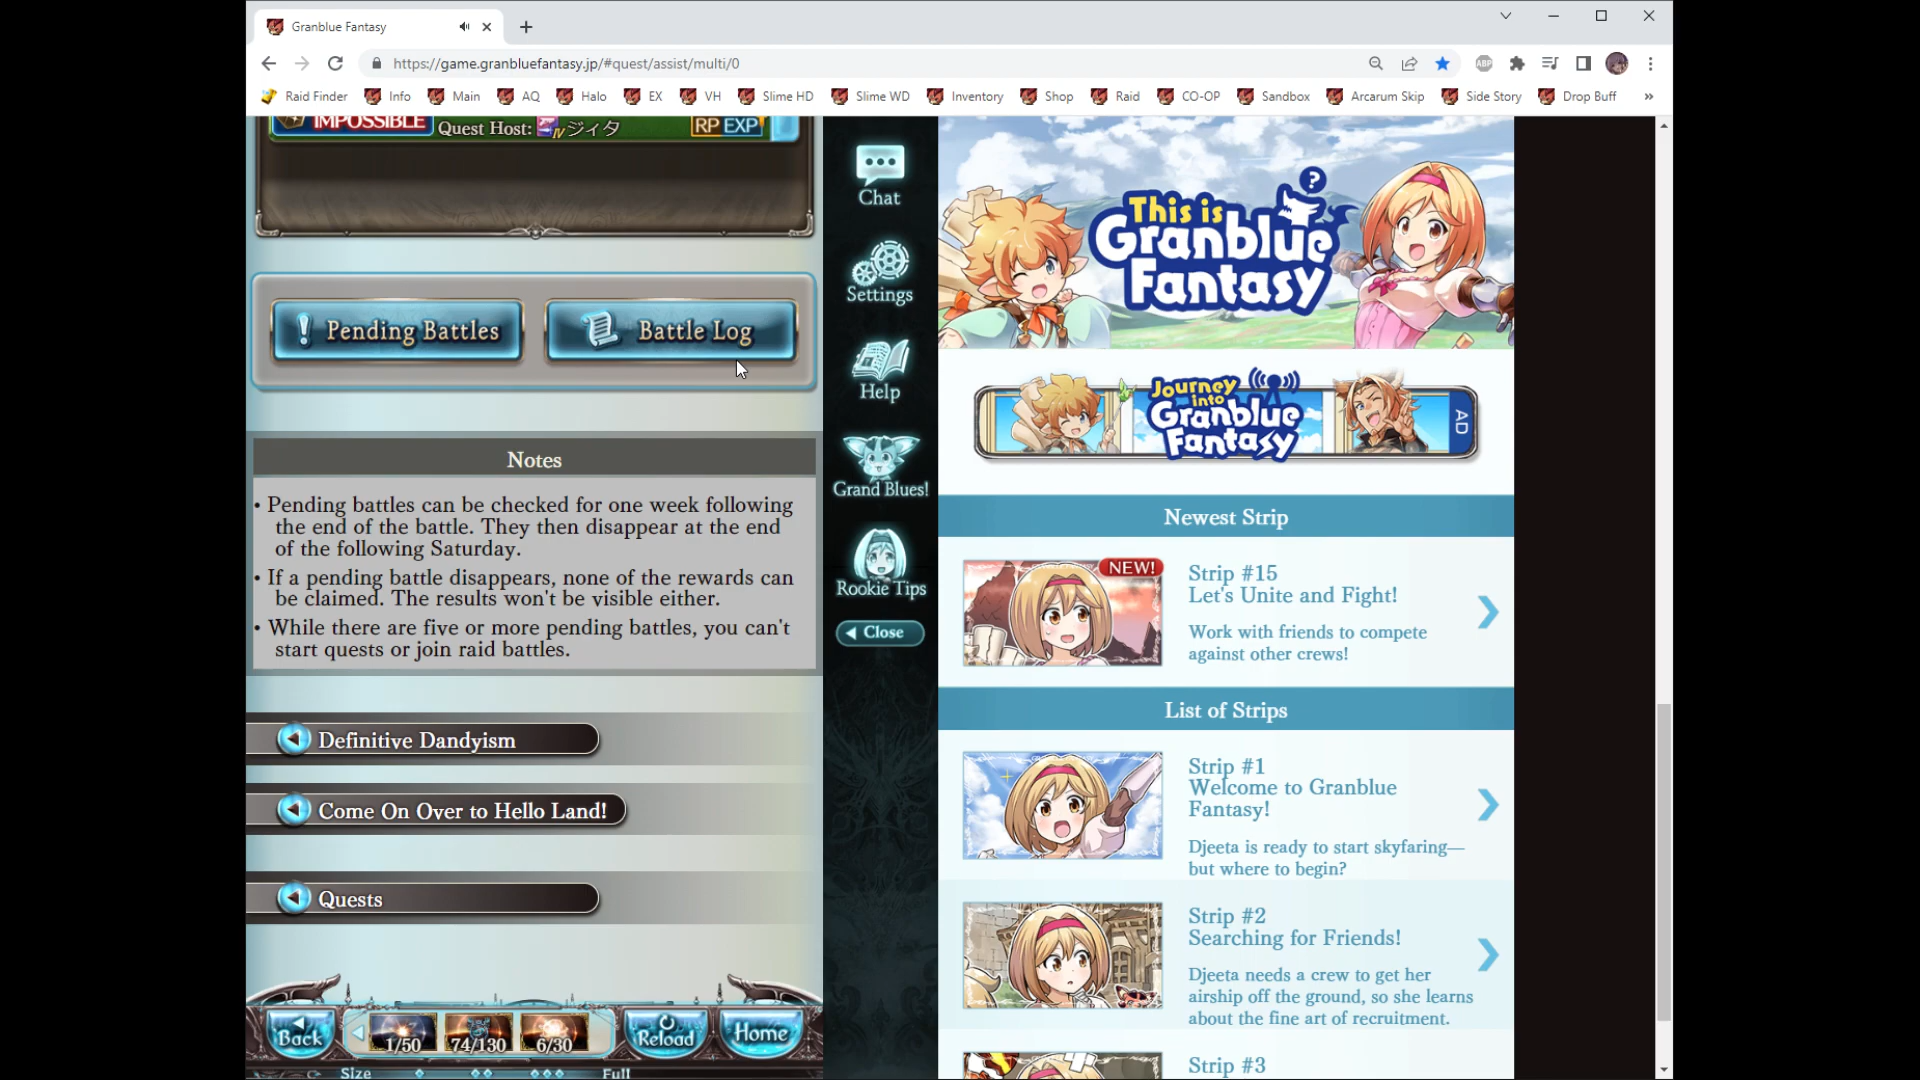 Granblue Fantasy
https://game.granbluefantasy.jp/#quest/assist/multi/0
ABP
Raid Finder
Info
Main
AQ
Halo
EX
VH
Slime HD
Slime WD
Inventory
Shop
Raid
CO-OP
Sandbox
Arcarum Skip
Side Story
Drop Buff
»
IMPOSSIBLE
Quest Host: IV ジィタ
RP EXP
Pending Battles
Battle Log
Notes
• Pending battles can be checked for one week following
the end of the battle. They then disappear at the end
of the following Saturday.
• If a pending battle disappears, none of the rewards can
be claimed. The results won't be visible either.
• While there are five or more pending battles, you can't
start quests or join raid battles.
Definitive Dandyism
Come On Over to Hello Land!
Quests
Back
1/50
74/130
6/30
Reload
Home
Size
Full
Chat
Settings
Help
Grand Blues!
Rookie Tips
Close
This is
Granblue
Fantasy
?
Journey
into
Granblue
Fantasy
AD
Newest Strip
NEW!
Strip #15
Let's Unite and Fight!
Work with friends to compete
against other crews!
List of Strips
Strip #1
Welcome to Granblue
Fantasy!
Djeeta is ready to start skyfaring—
but where to begin?
Strip #2
Searching for Friends!
Djeeta needs a crew to get her
airship off the ground, so she learns
about the fine art of recruitment.
Strip #3